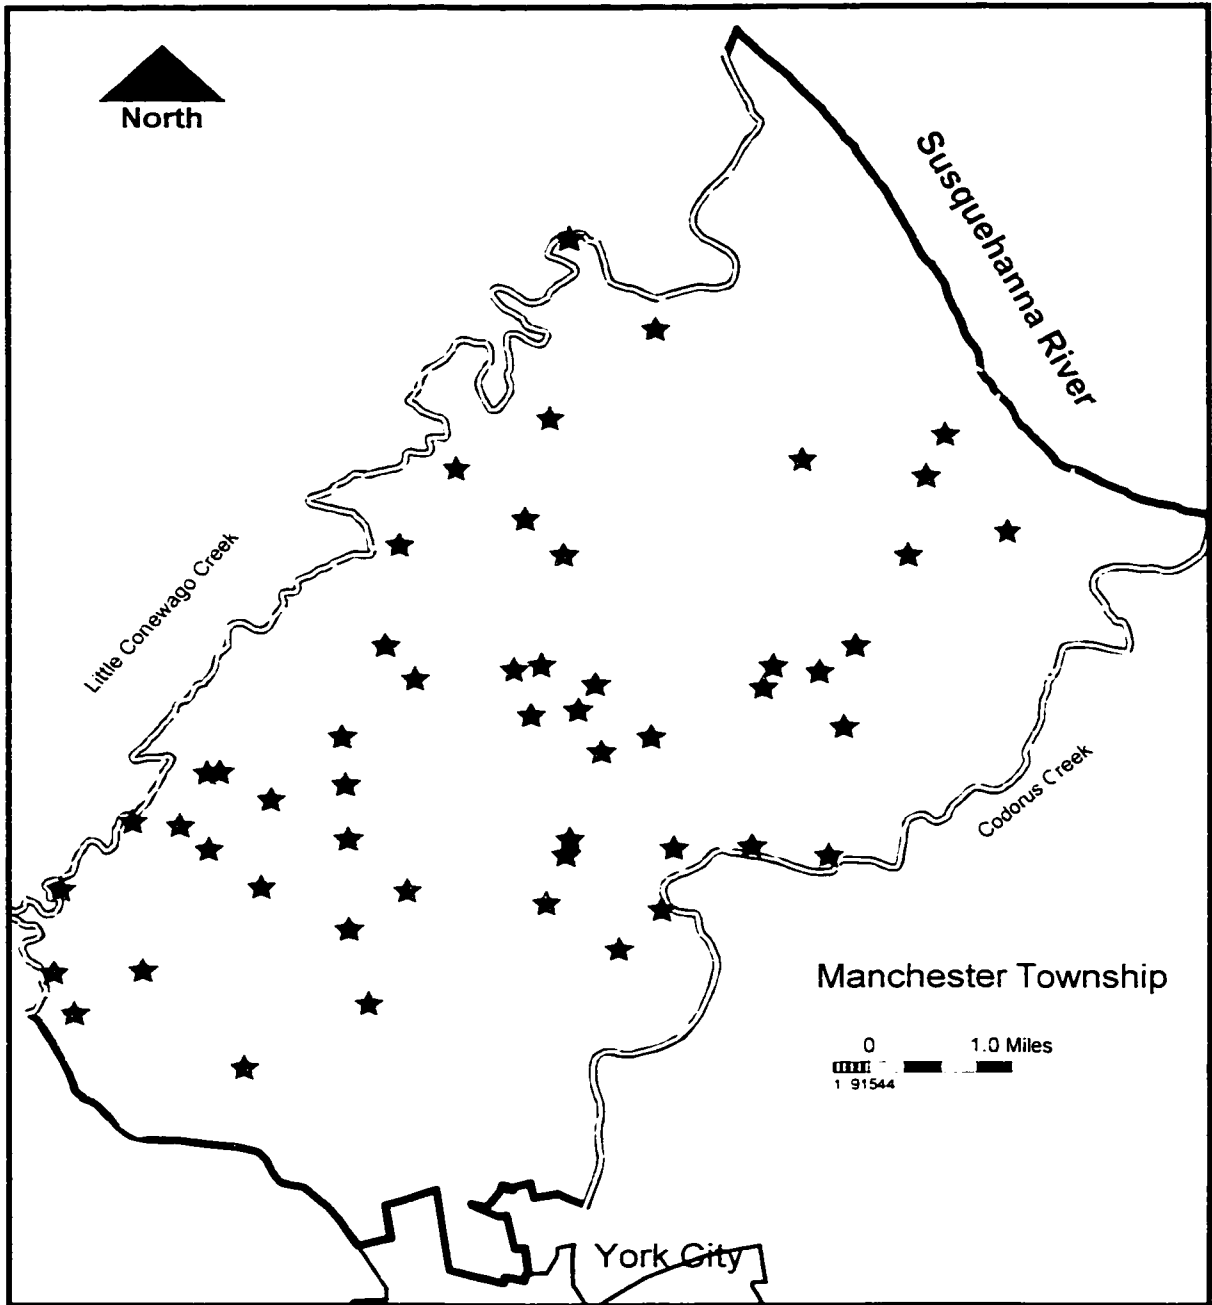 North
Susquehanna River
Little Conewago Creek
Codorus Creek
Manchester Township
0 1.0 Miles
1 91544
York City